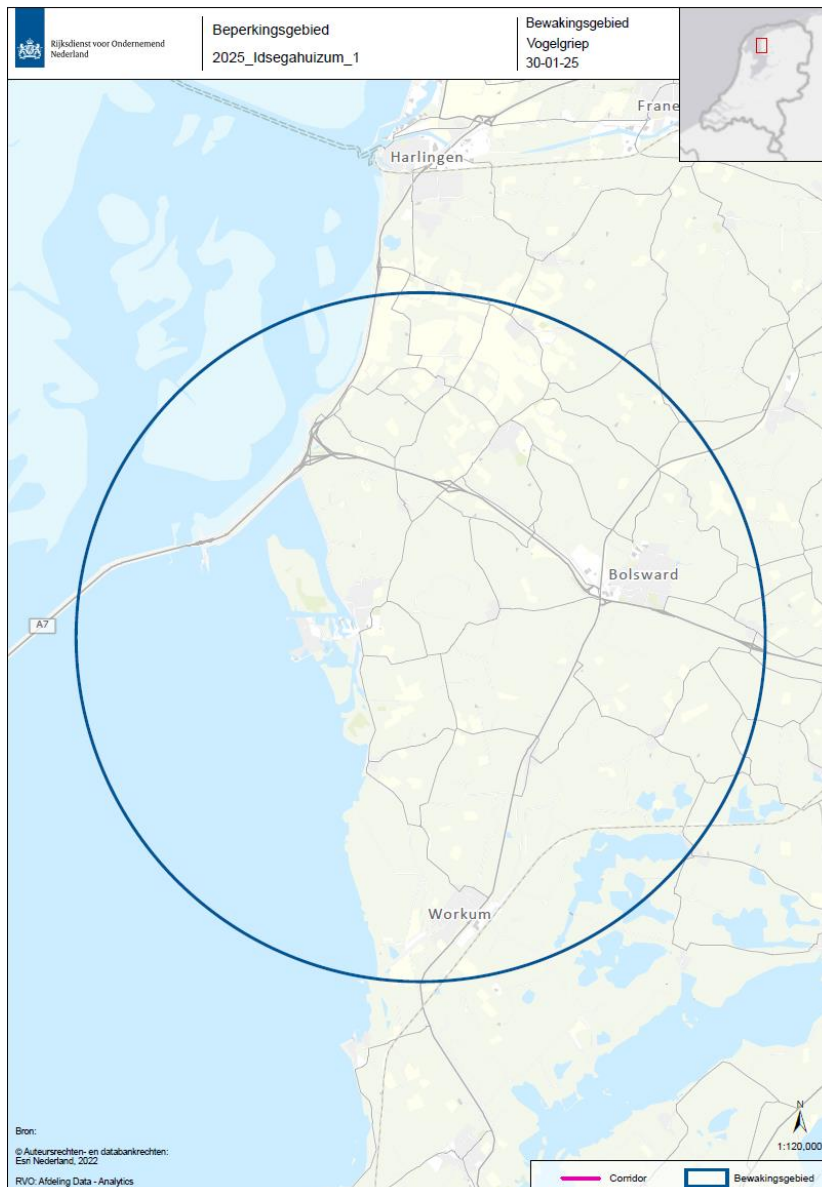 Rijksdienst voor Ondernemend
Nederland
Beperkingsgebied
2025_Idsegahuizum_1
Bewakingsgebied
Vogelgriep
30-01-25
Frane
Harlingen
Bolsward
A7
Workum
N
1:120,000
Bron:
© Auteursrechten- en databankrechten:
Esri Nederland, 2022
RVO: Afdeling Data - Analytics
Corridor
Bewakingsgebied